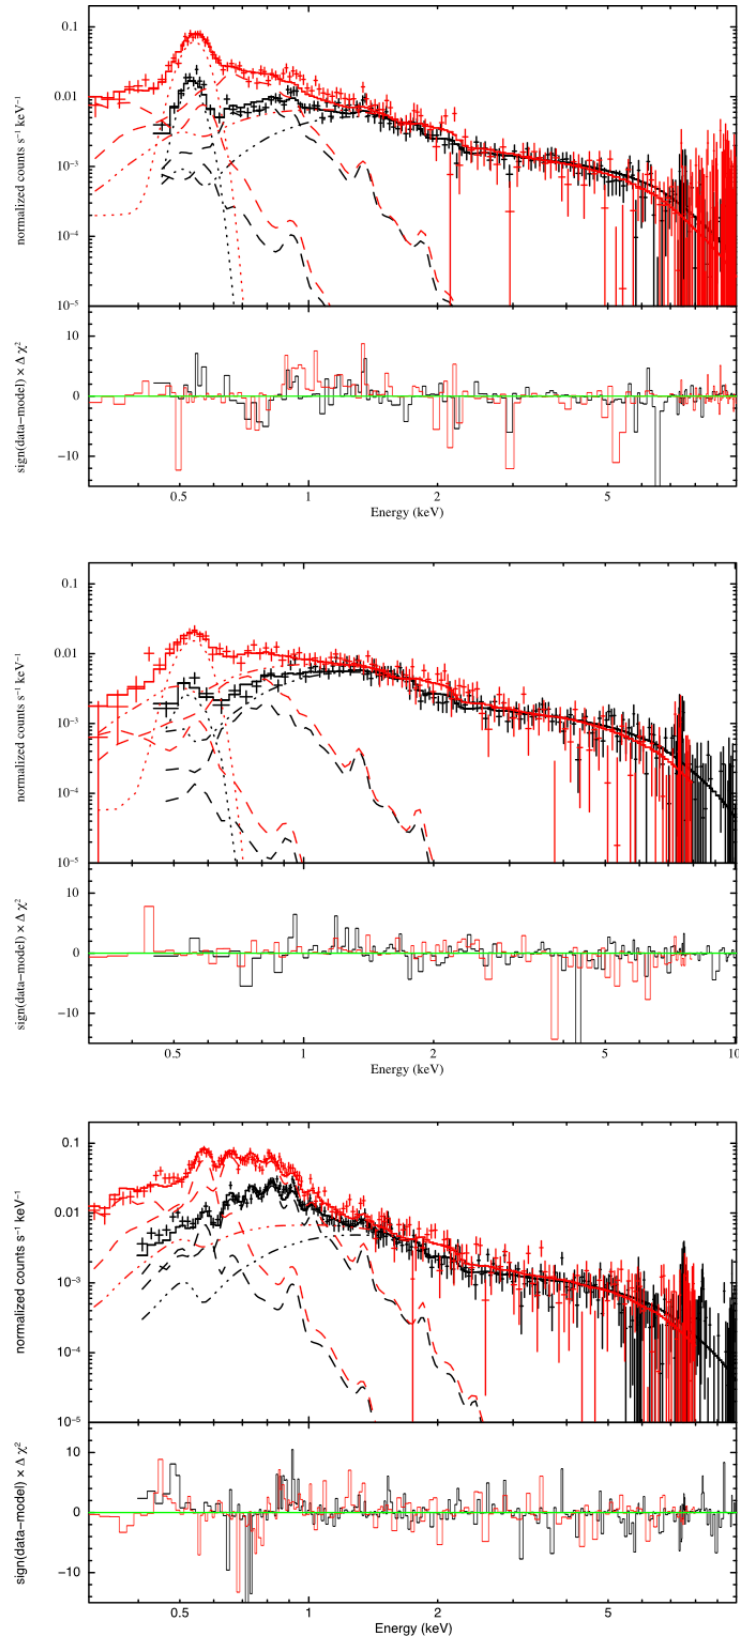 0.1
0.01
10⁻³
10⁻⁴
10⁻⁵
normalized counts s⁻¹ keV⁻¹
10
0
−10
sign(data−model) × Δ χ²
0.5 1 2 5
Energy (keV)
0.1
0.01
10⁻³
10⁻⁴
10⁻⁵
normalized counts s⁻¹ keV⁻¹
10
0
−10
sign(data−model) × Δ χ²
0.5 1 2 5 10
Energy (keV)
0.1
0.01
10⁻³
10⁻⁴
10⁻⁵
normalized counts s⁻¹ keV⁻¹
10
0
−10
sign(data−model) × Δ χ²
0.5 1 2 5
Energy (keV)